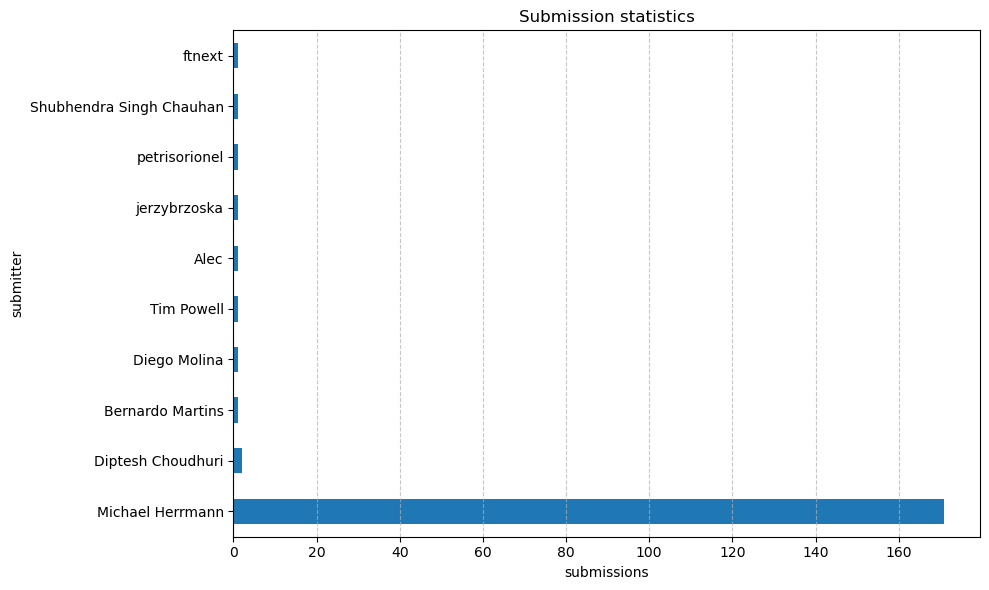 Submission statistics
ftnext
Shubhendra Singh Chauhan
petrisorionel
jerzybrzoska
Alec
Tim Powell
Diego Molina
Bernardo Martins
Diptesh Choudhuri
Michael Herrmann
submitter
0 20 40 60 80 100 120 140 160
submissions